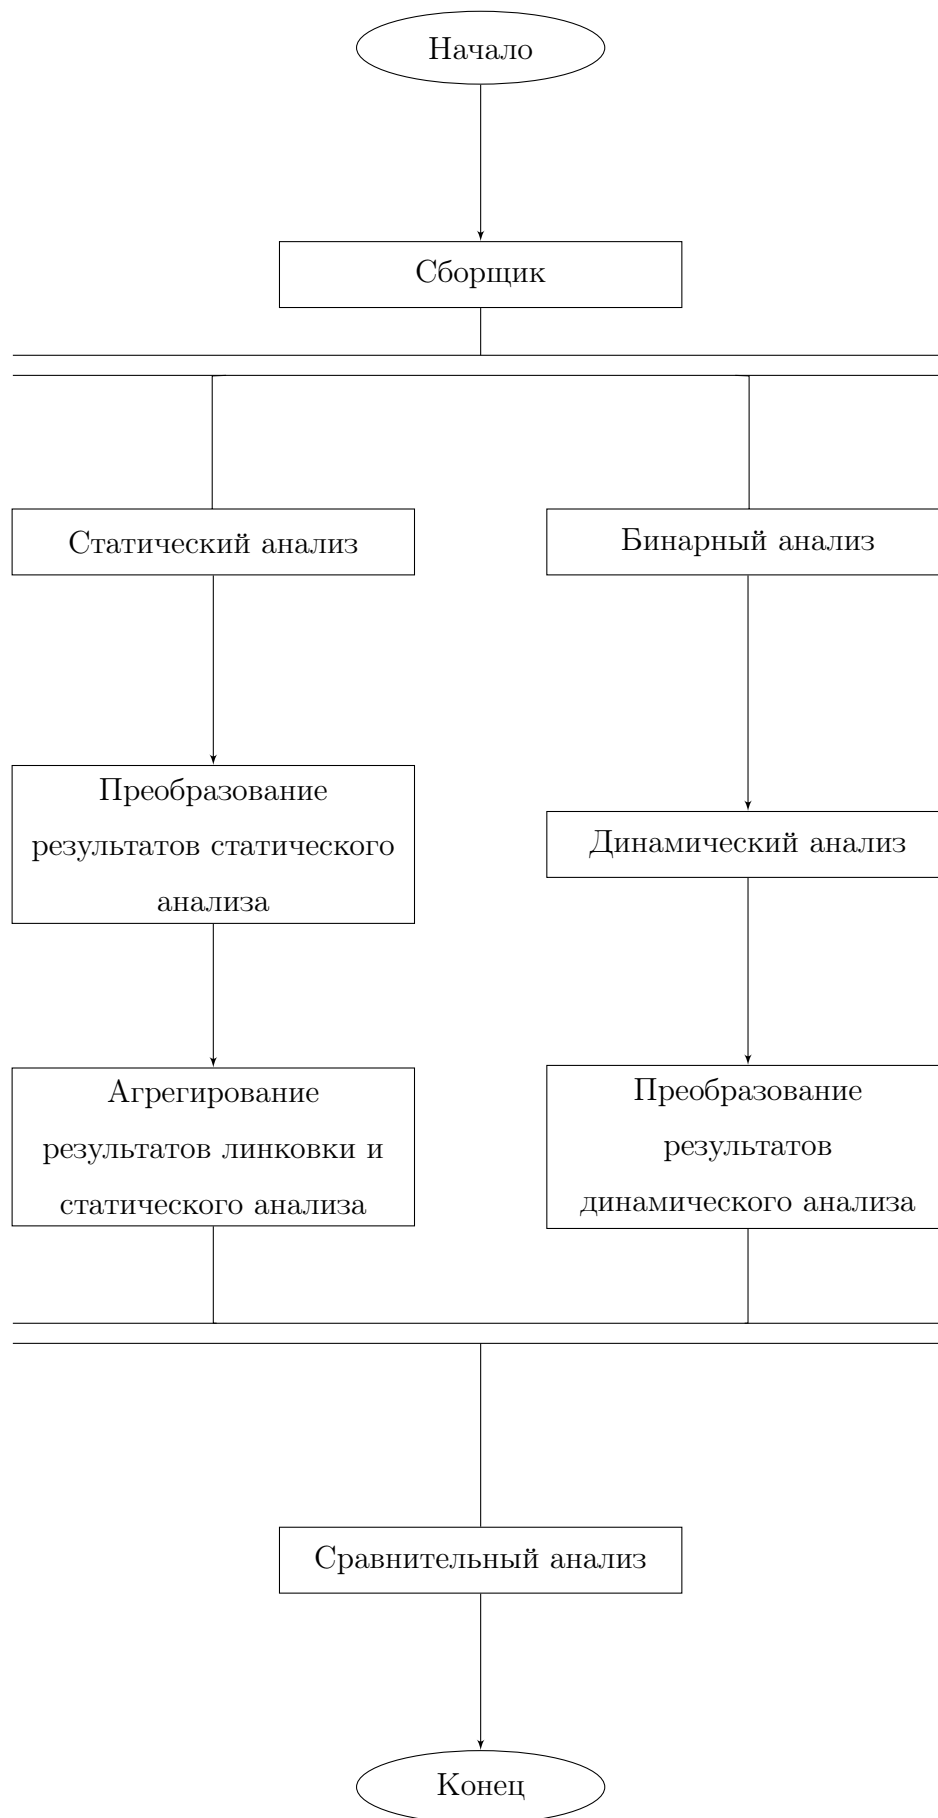 Начало
Сборщик
Статический анализ
Бинарный анализ
Преобразование
результатов статического
анализа
Динамический анализ
Агрегирование
результатов линковки и
статического анализа
Преобразование
результатов
динамического анализа
Сравнительный анализ
Конец